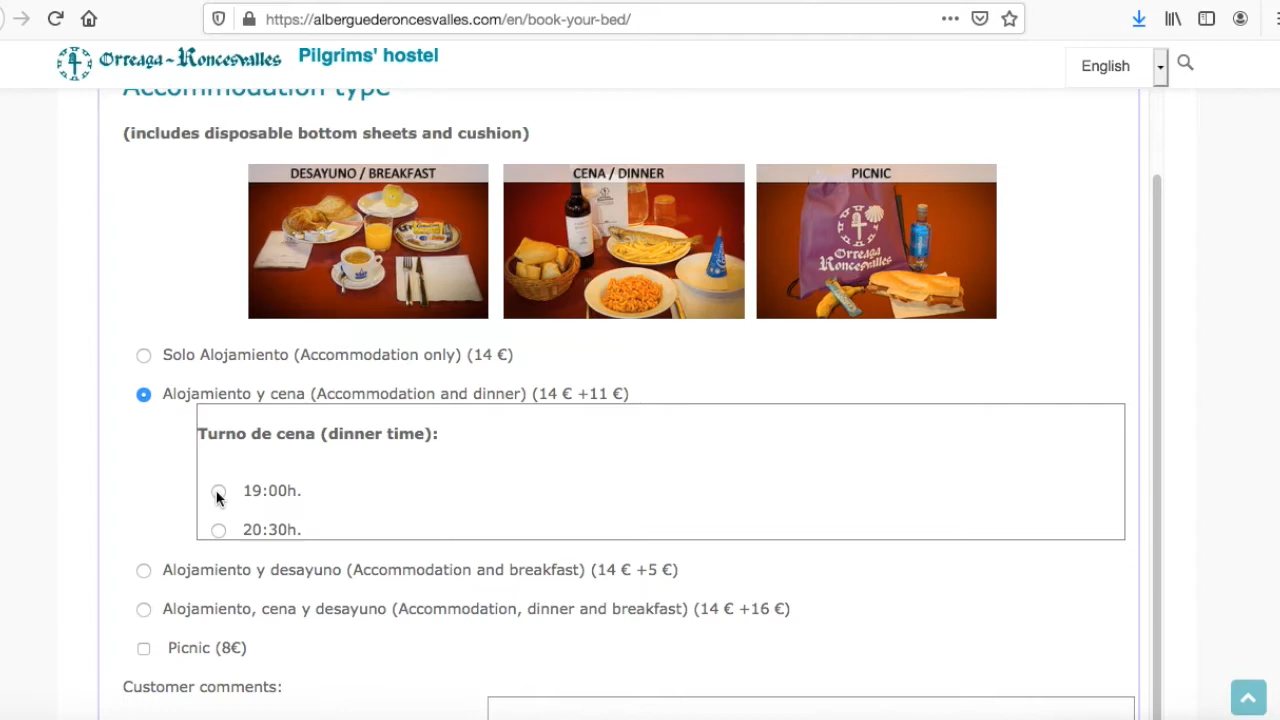 https://alberguederoncesvalles.com/en/book-your-bed/
Orreaga-Roncesvalles Pilgrims' hostel
English
Accommodation type
(includes disposable bottom sheets and cushion)
DESAYUNO / BREAKFAST
CENA / DINNER
PICNIC
Orreaga
Roncesvalles
Solo Alojamiento (Accommodation only) (14 €)
Alojamiento y cena (Accommodation and dinner) (14 € +11 €)
Turno de cena (dinner time):
19:00h.
20:30h.
Alojamiento y desayuno (Accommodation and breakfast) (14 € +5 €)
Alojamiento, cena y desayuno (Accommodation, dinner and breakfast) (14 € +16 €)
Picnic (8€)
Customer comments: